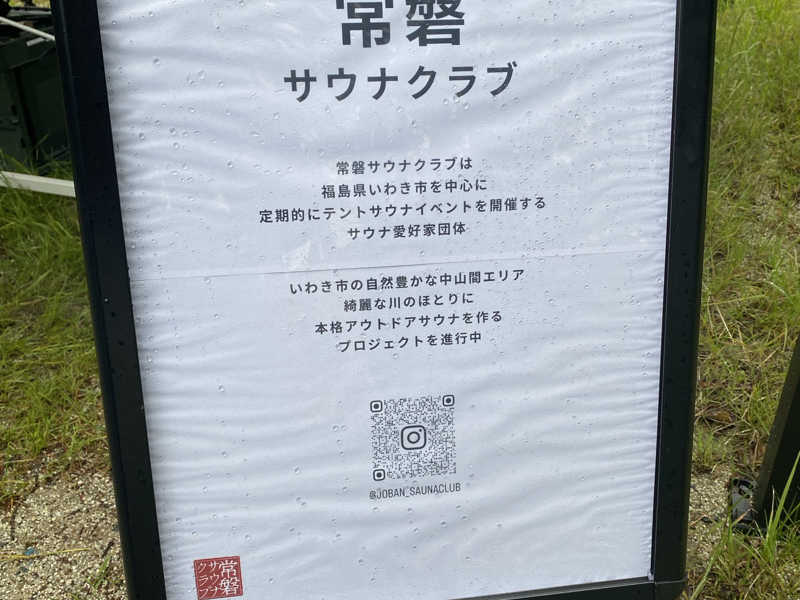 常磐
サウナクラブ
常磐サウナクラブは
福島県いわき市を中心に
定期的にテントサウナイベントを開催する
サウナ愛好家団体
いわき市の自然豊かな中山間エリア
綺麗な川のほとりに
本格アウトドアサウナを作る
プロジェクトを進行中
@JOBAN_SAUNACLUB
常磐
サウナ
クラブ